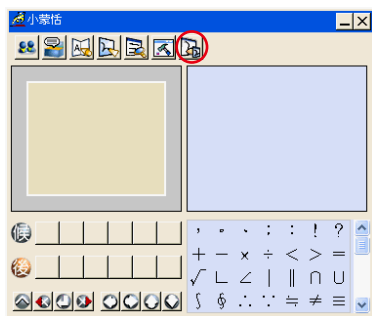 小蒙恬
候
， 。 、 ； ： ！ ？
＋ － × ÷ ＜ ＞ ＝
後
√ ∟ ∠ ｜ ∥ ∩ ∪
∫ ∮ ∴ ∵ ≒ ≠ ≡